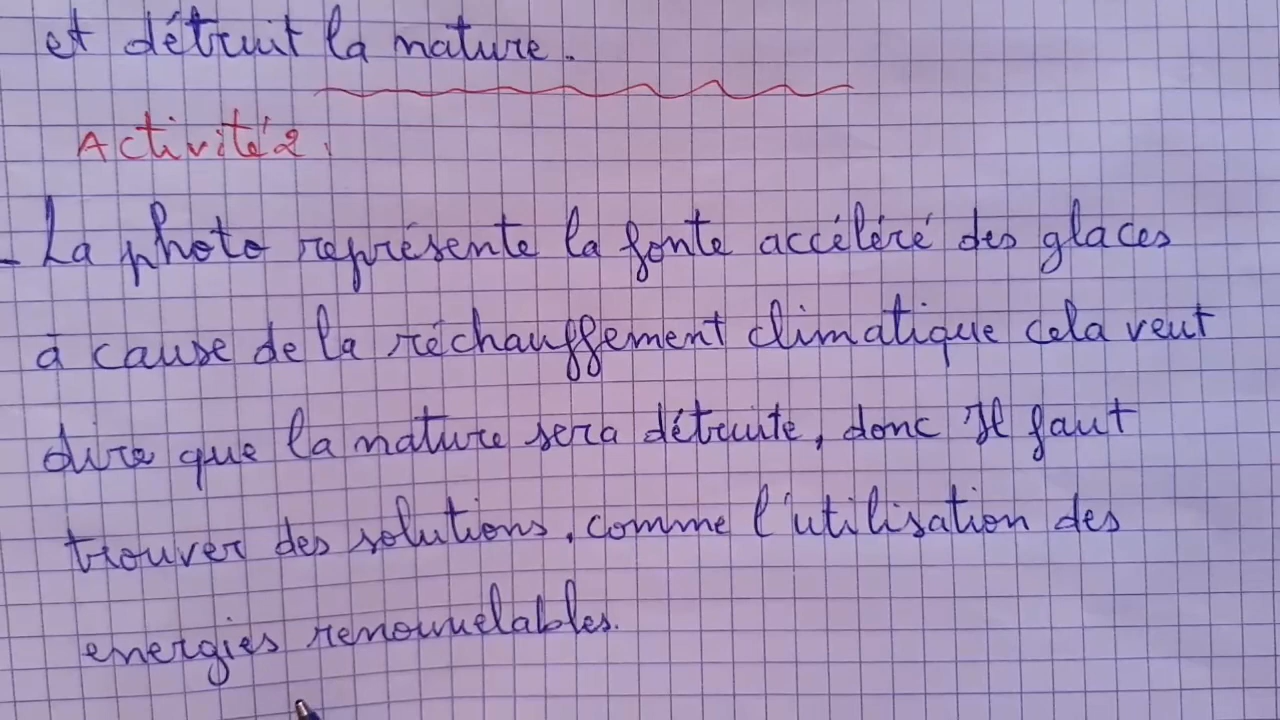 et détruit la nature.
Activité 2.
- La photo représente la fonte accéléré des glaces
à cause de la réchauffement climatique cela veut
dire que la nature sera détruite, donc Il faut
trouver des solutions, comme l'utilisation des
energies renouvelables.